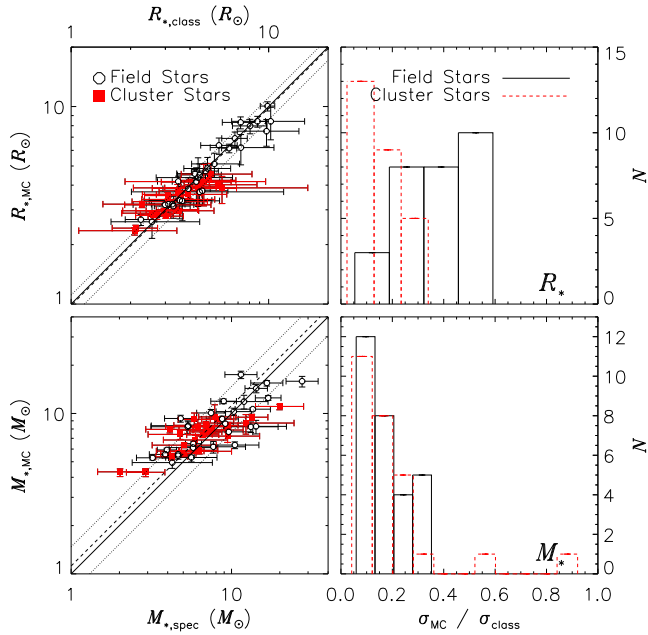 R*,class (R⊙)
1 10
10
1
R*,MC (R⊙)
Field Stars
Cluster Stars
Field Stars
Cluster Stars
15
10
5
0
N
R*
10
1
M*,MC (M⊙)
1 10
M*,spec (M⊙)
12
10
8
6
4
2
0
N
M*
0.0 0.2 0.4 0.6 0.8 1.0
σMC / σclass